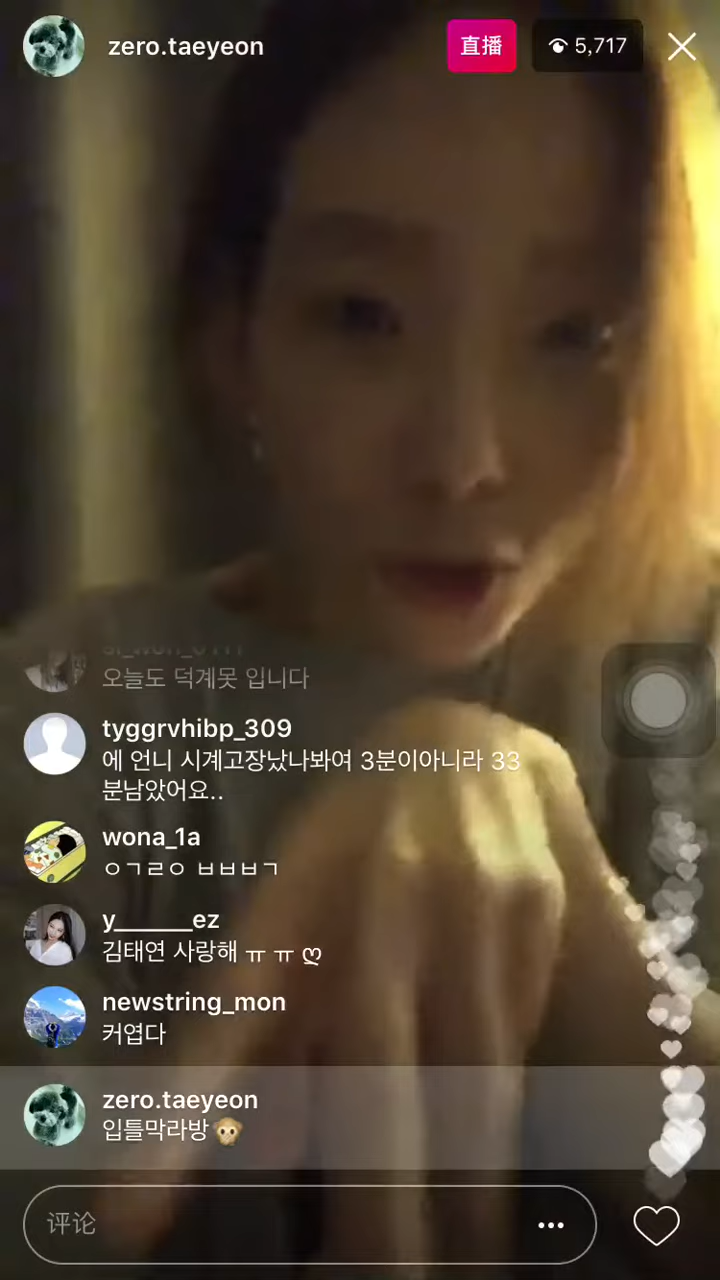 zero.taeyeon
直播
5,717
오늘도 덕계못 입니다
tyggrvhibp_309
에 언니 시계고장났나봐여 3분이아니라 33
분남았어요..
wona_1a
ㅇㄱㄹㅇ ㅂㅂㅂㄱ
y______ez
김태연 사랑해 ㅠ ㅠ ღ
newstring_mon
커엽다
zero.taeyeon
입틀막라방🙊
评论